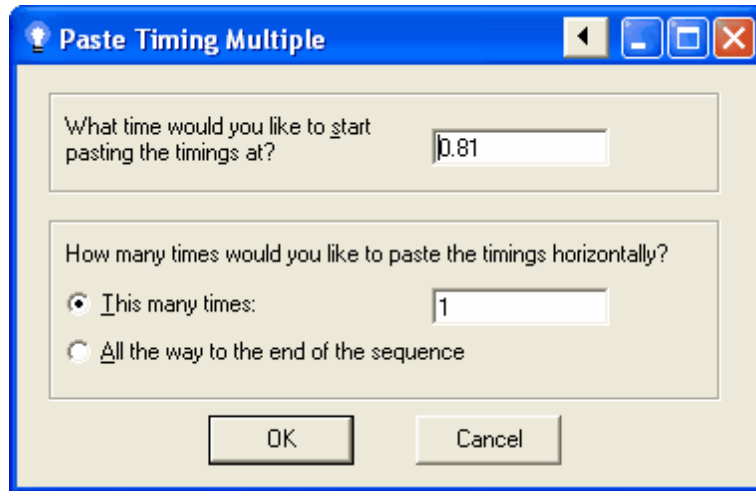 Paste Timing Multiple
What time would you like to start
pasting the timings at?
0.81
How many times would you like to paste the timings horizontally?
This many times:
1
All the way to the end of the sequence
OK
Cancel